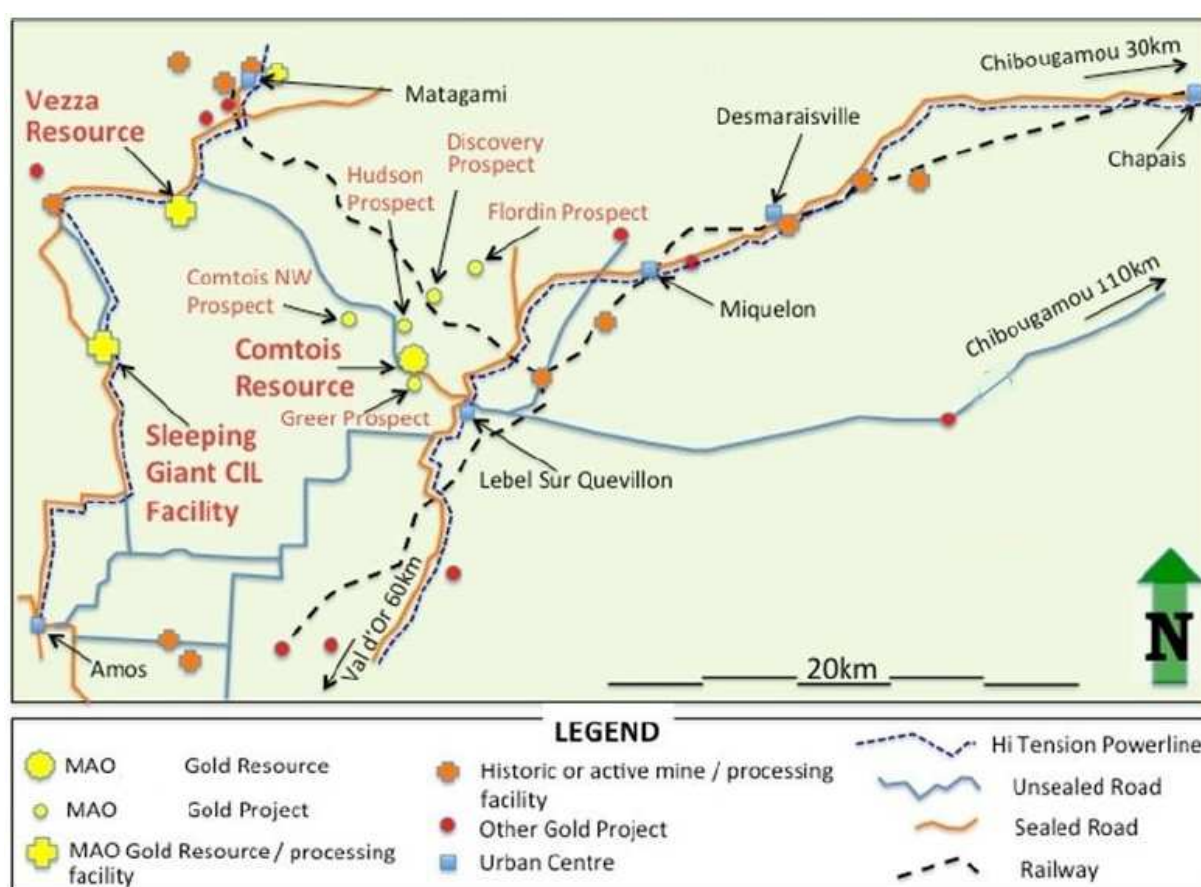 Chibougamou 30km
Vezza
Resource
Matagami
Desmaraisville
Discovery
Prospect
Chapais
Hudson
Prospect
Flordin Prospect
Comtois NW
Prospect
Miquelon
Chibougamou 110km
Comtois
Resource
Greer Prospect
Sleeping
Giant CIL
Facility
Lebel Sur Quevillon
Val d'Or 60km
Amos
20km
N
LEGEND
MAO Gold Resource
MAO Gold Project
MAO Gold Resource / processing
facility
Historic or active mine / processing
facility
Other Gold Project
Urban Centre
Hi Tension Powerline
Unsealed Road
Sealed Road
Railway